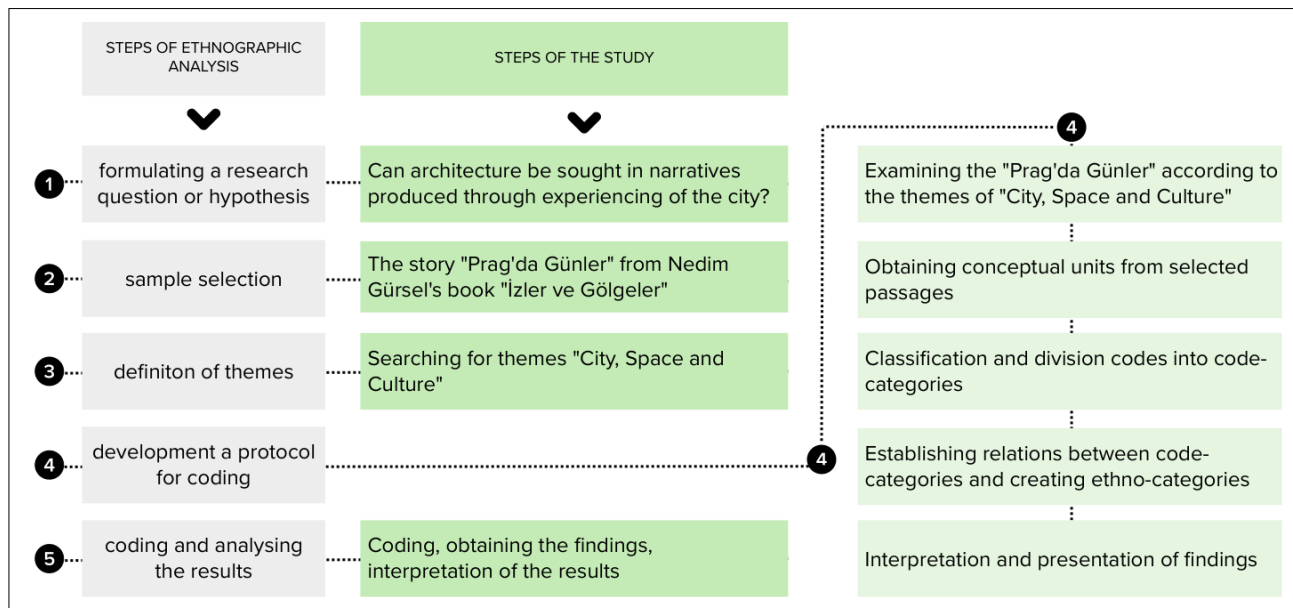 STEPS OF ETHNOGRAPHIC
ANALYSIS
STEPS OF THE STUDY
1
formulating a research
question or hypothesis
Can architecture be sought in narratives
produced through experiencing of the city?
2
sample selection
The story "Prag'da Günler" from Nedim
Gürsel's book "İzler ve Gölgeler"
3
definiton of themes
Searching for themes "City, Space and
Culture"
4
development a protocol
for coding
4
5
coding and analysing
the results
Coding, obtaining the findings,
interpretation of the results
4
Examining the "Prag'da Günler" according to
the themes of "City, Space and Culture"
Obtaining conceptual units from selected
passages
Classification and division codes into code-
categories
Establishing relations between code-
categories and creating ethno-categories
Interpretation and presentation of findings